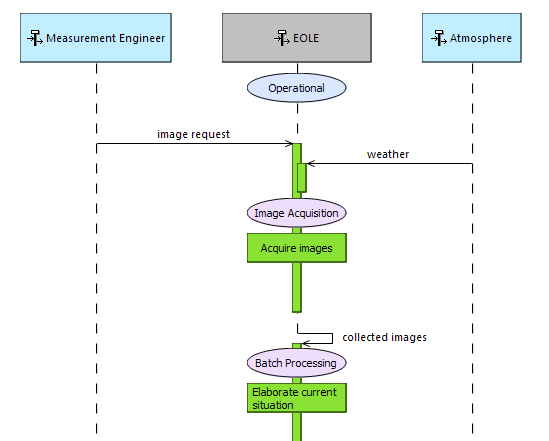 Measurement Engineer
EOLE
Atmosphere
Operational
image request
weather
Image Acquisition
Acquire images
collected images
Batch Processing
Elaborate current
situation